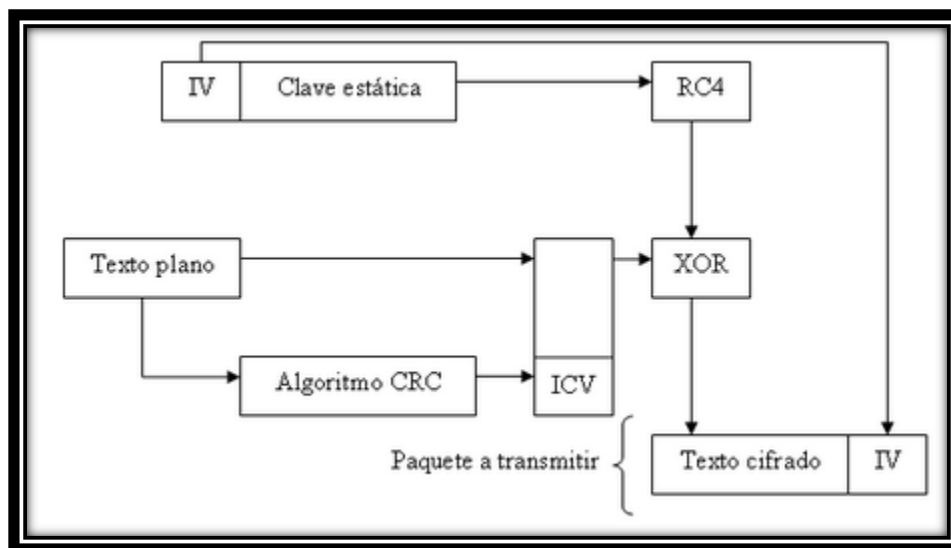 IV
Clave estática
RC4
Texto plano
XOR
Algoritmo CRC
ICV
Paquete a transmitir
Texto cifrado
IV